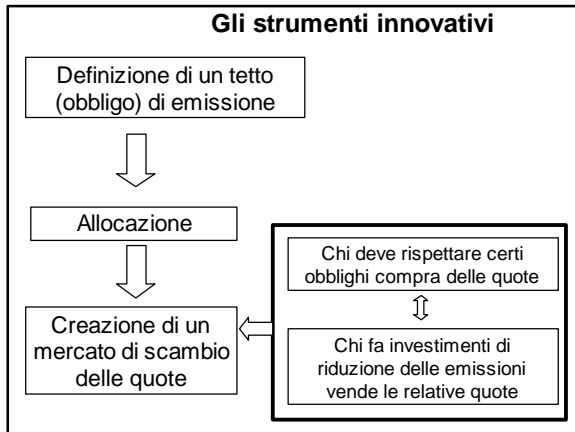 Gli strumenti innovativi
Definizione di un tetto
(obbligo) di emissione
Allocazione
Creazione di un
mercato di scambio
delle quote
Chi deve rispettare certi
obblighi compra delle quote
Chi fa investimenti di
riduzione delle emissioni
vende le relative quote